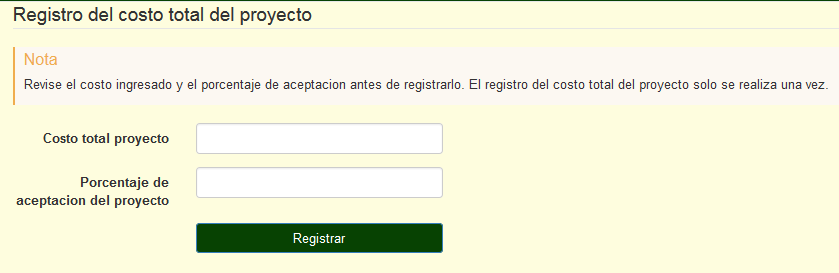 Registro del costo total del proyecto
Nota
Revise el costo ingresado y el porcentaje de aceptacion antes de registrarlo. El registro del costo total del proyecto solo se realiza una vez.
Costo total proyecto
Porcentaje de
aceptacion del proyecto
Registrar